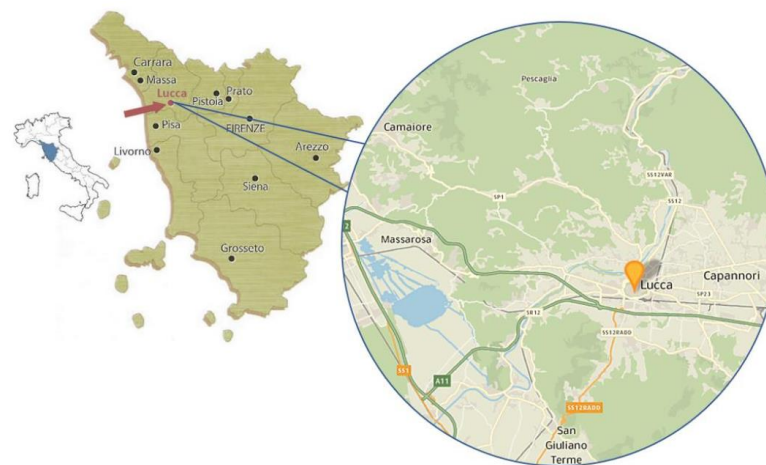 Carrara
Massa
Lucca
Prato
Pistoia
Pisa
FIRENZE
Livorno
Arezzo
Siena
Grosseto
Pescaglia
Camaiore
SS12VAR
SP1
SS12
Massarosa
2
Capannori
Lucca
SP23
SR12
SS12RADD
SS1
A11
SS12RADD
San
Giuliano
Terme